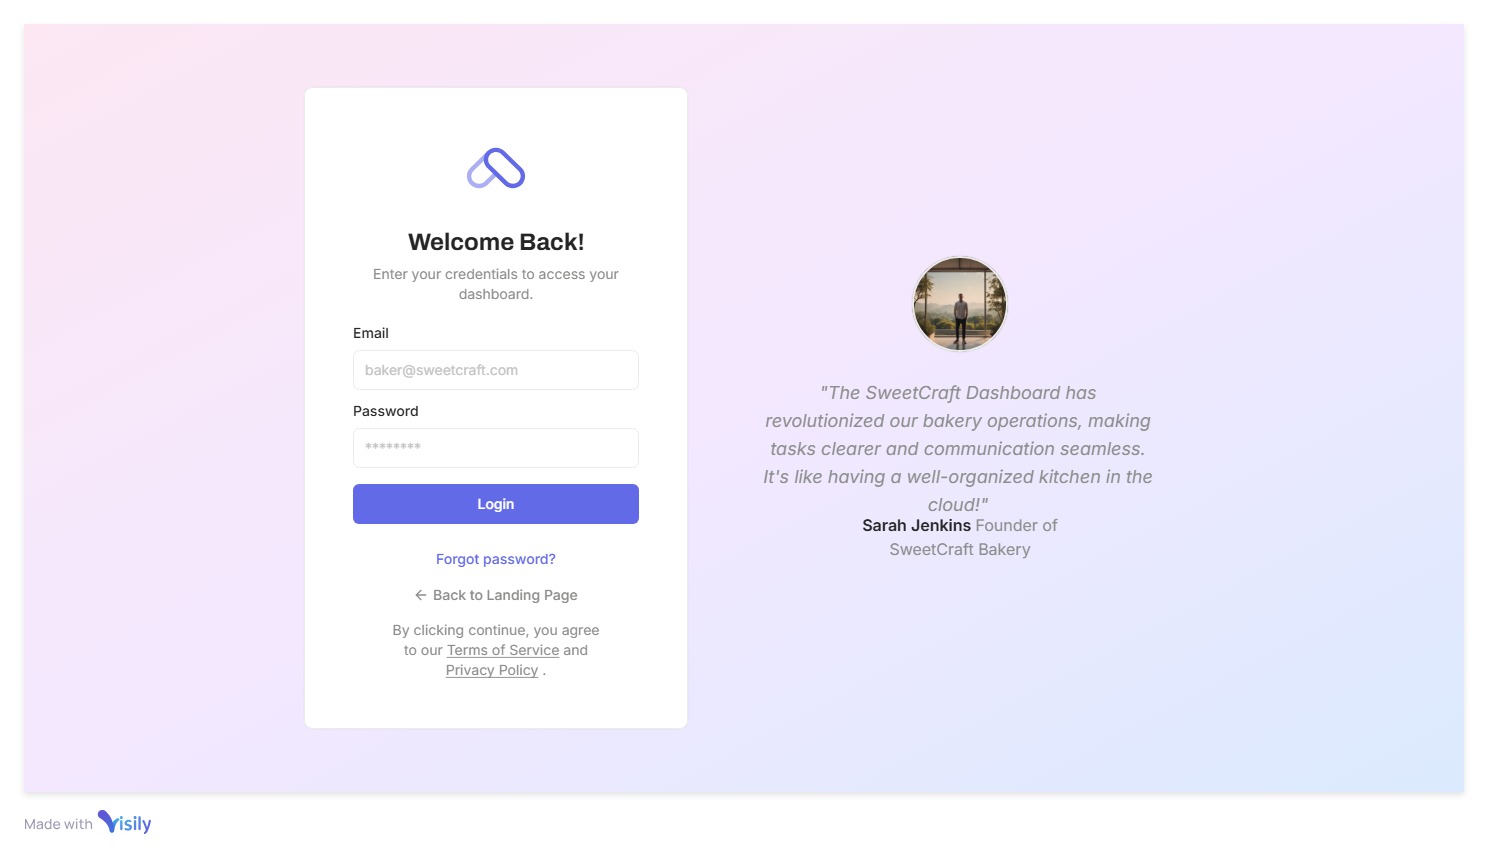 Welcome Back!
Enter your credentials to access your
dashboard.
Email
baker@sweetcraft.com
Password
********
Login
Forgot password?
← Back to Landing Page
By clicking continue, you agree
to our Terms of Service and
Privacy Policy .
"The SweetCraft Dashboard has
revolutionized our bakery operations, making
tasks clearer and communication seamless.
It's like having a well-organized kitchen in the
cloud!"
Sarah Jenkins Founder of
SweetCraft Bakery
Made with Visily